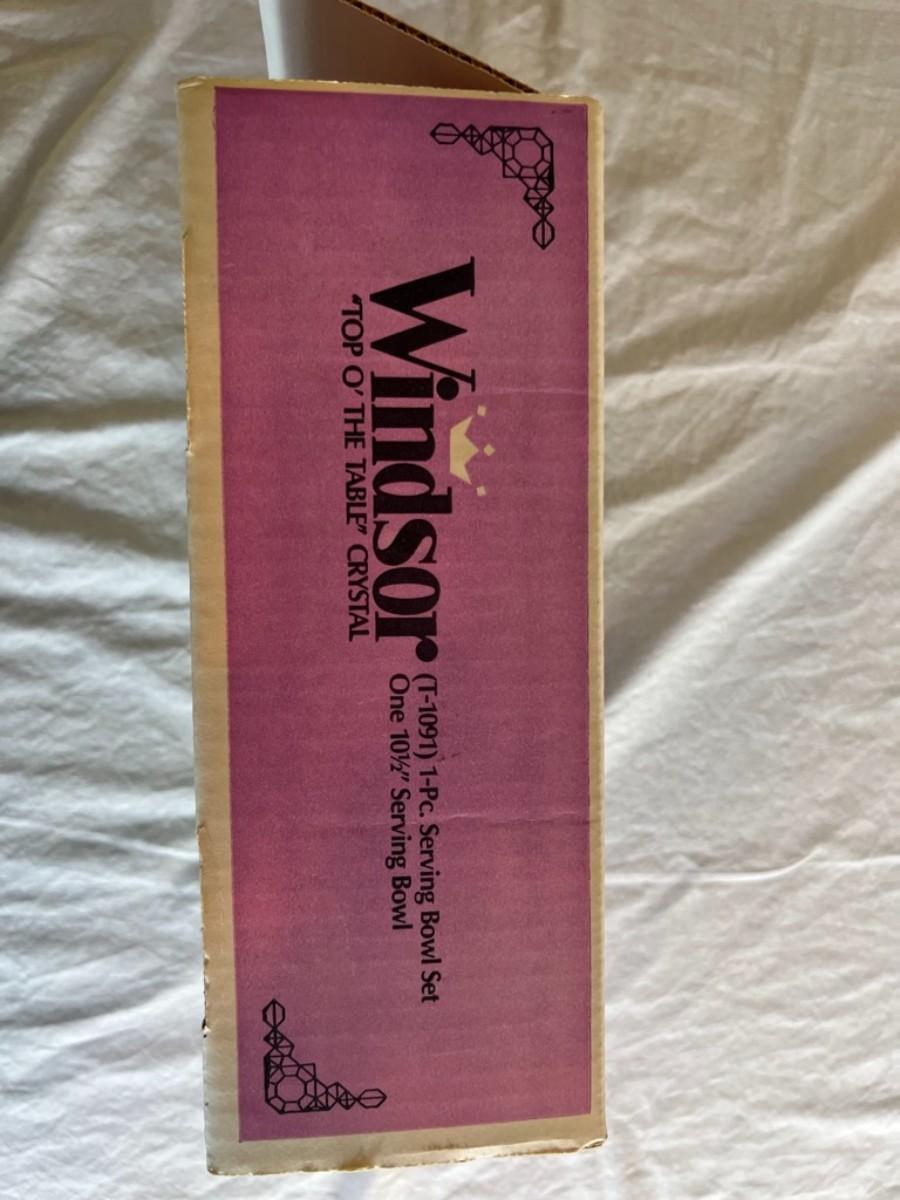 Windsor
"TOP O' THE TABLE" CRYSTAL
(T-1091) 1-Pc. Serving Bowl Set
One 10½" Serving Bowl